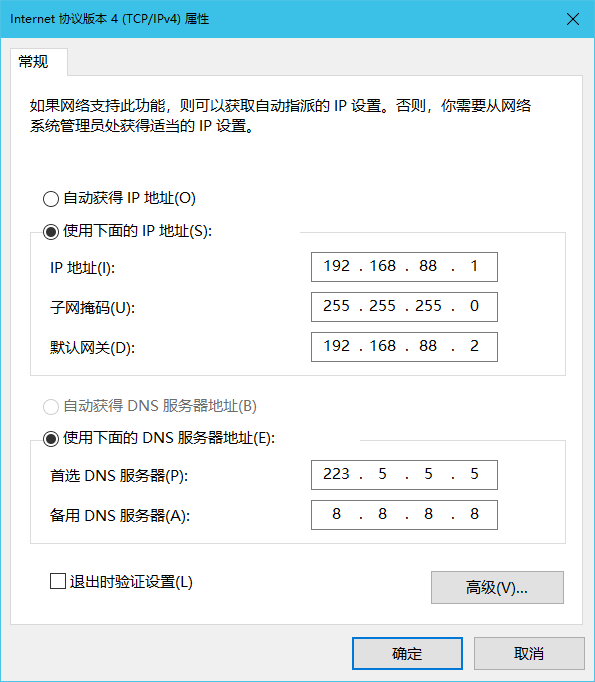 Internet 协议版本 4 (TCP/IPv4) 属性
常规
如果网络支持此功能，则可以获取自动指派的 IP 设置。否则，你需要从网络
系统管理员处获得适当的 IP 设置。
自动获得 IP 地址(O)
使用下面的 IP 地址(S):
IP 地址(I): 192 . 168 . 88 . 1
子网掩码(U): 255 . 255 . 255 . 0
默认网关(D): 192 . 168 . 88 . 2
自动获得 DNS 服务器地址(B)
使用下面的 DNS 服务器地址(E):
首选 DNS 服务器(P): 223 . 5 . 5 . 5
备用 DNS 服务器(A): 8 . 8 . 8 . 8
退出时验证设置(L)
高级(V)...
确定 取消